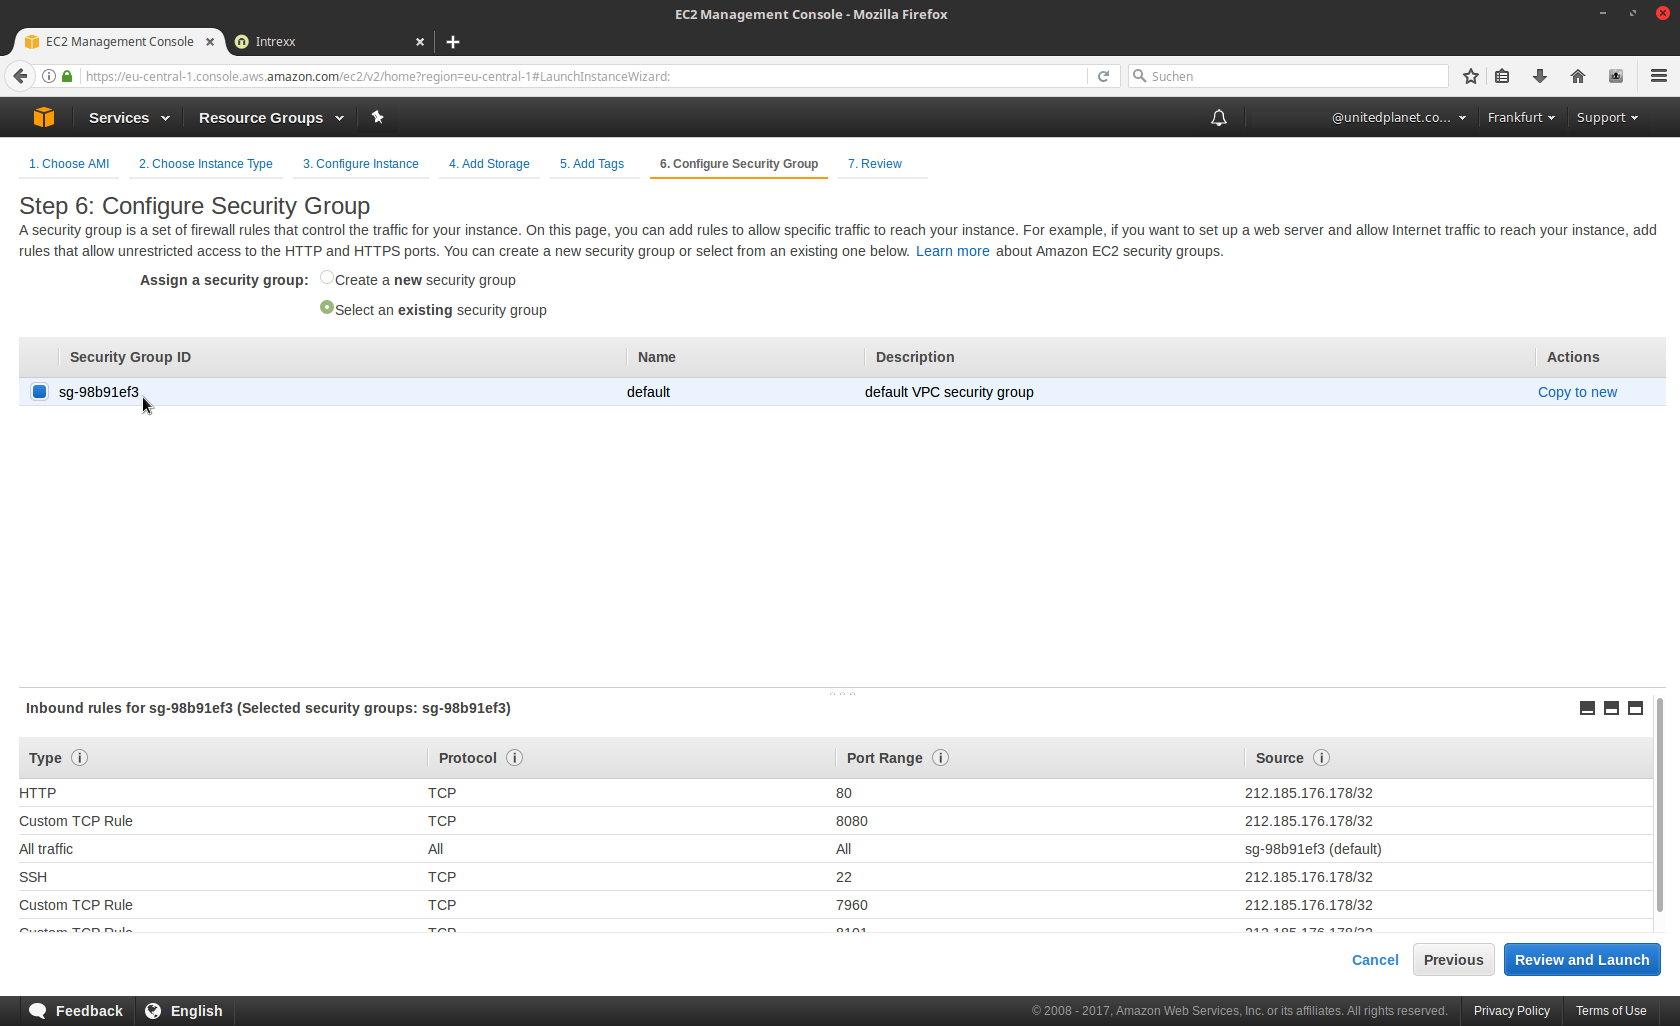 EC2 Management Console - Mozilla Firefox
EC2 Management Console
Intrexx
https://eu-central-1.console.aws.amazon.com/ec2/v2/home?region=eu-central-1#LaunchInstanceWizard:
Suchen
Services
Resource Groups
@unitedplanet.co...
Frankfurt
Support
1. Choose AMI
2. Choose Instance Type
3. Configure Instance
4. Add Storage
5. Add Tags
6. Configure Security Group
7. Review
Step 6: Configure Security Group
A security group is a set of firewall rules that control the traffic for your instance. On this page, you can add rules to allow specific traffic to reach your instance. For example, if you want to set up a web server and allow Internet traffic to reach your instance, add
rules that allow unrestricted access to the HTTP and HTTPS ports. You can create a new security group or select from an existing one below. Learn more about Amazon EC2 security groups.
Assign a security group: Create a new security group
Select an existing security group
Security Group ID Name Description Actions
sg-98b91ef3 default default VPC security group Copy to new
Inbound rules for sg-98b91ef3 (Selected security groups: sg-98b91ef3)
Type Protocol Port Range Source
HTTP TCP 80 212.185.176.178/32
Custom TCP Rule TCP 8080 212.185.176.178/32
All traffic All All sg-98b91ef3 (default)
SSH TCP 22 212.185.176.178/32
Custom TCP Rule TCP 7960 212.185.176.178/32
Custom TCP Rule TCP 8101 212.185.176.178/32
Cancel
Previous
Review and Launch
Feedback
English
© 2008 - 2017, Amazon Web Services, Inc. or its affiliates. All rights reserved.
Privacy Policy
Terms of Use